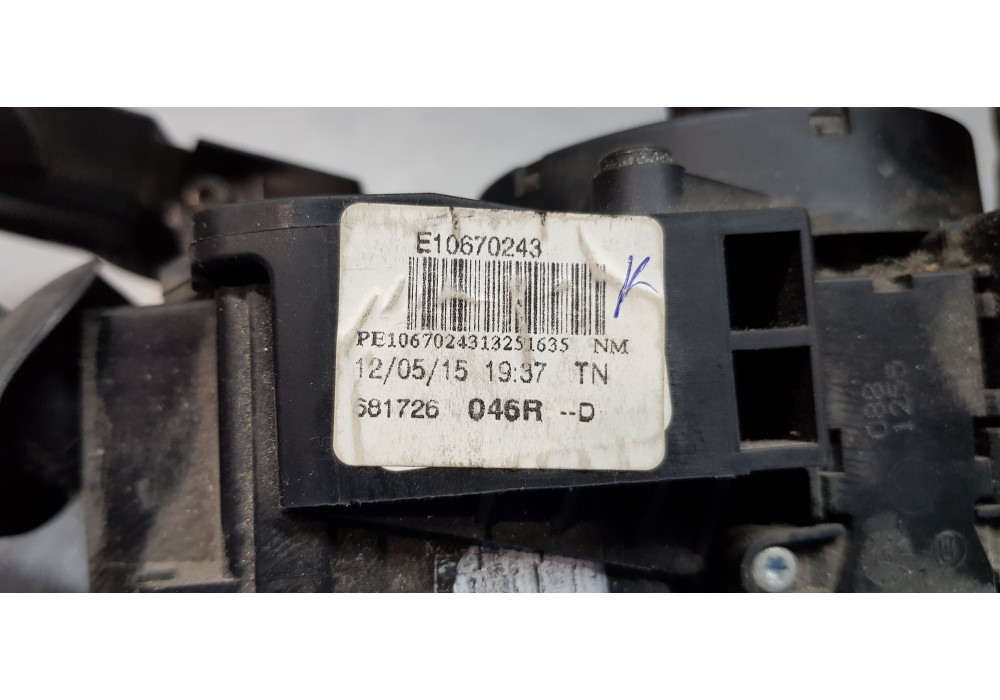 E10670243
K
PE1067024313251635 NM
12/05/15 19:37 TN
681726 046R --D
088
1255